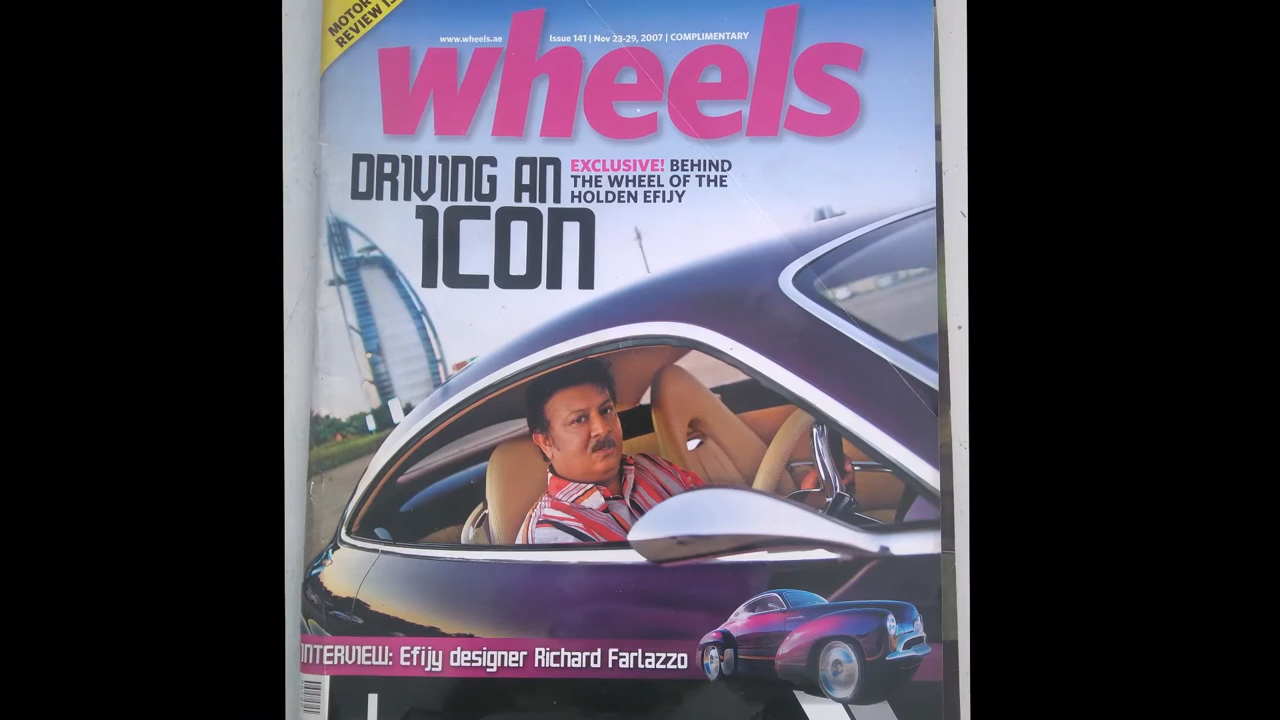 MOTOR
REVIEW
www.wheels.ae Issue 141 | Nov 23-29, 2007 | COMPLIMENTARY
wheels
DRIVING AN
ICON
EXCLUSIVE! BEHIND
THE WHEEL OF THE
HOLDEN EFIJY
INTERVIEW: Efijy designer Richard Farlazzo